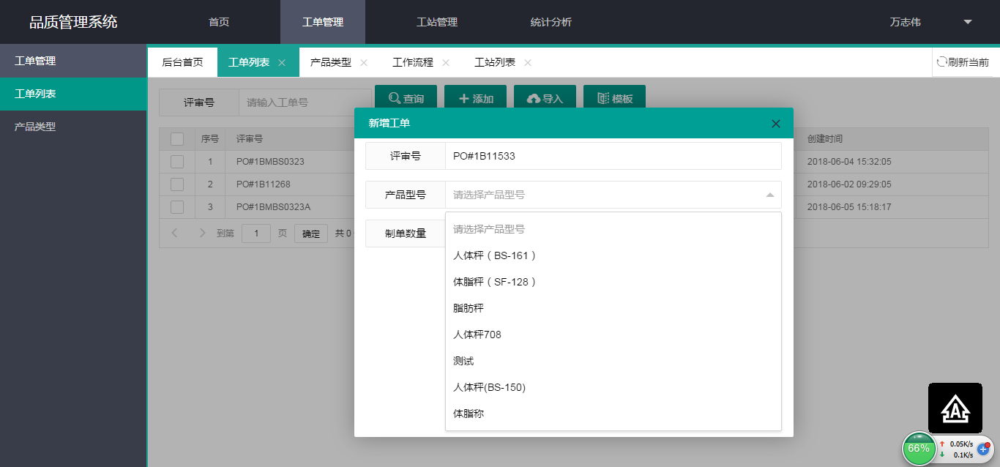 品质管理系统 首页 工单管理 工站管理 统计分析 万志伟
工单管理
工单列表
产品类型
后台首页 工单列表 产品类型 工作流程 工站列表 刷新当前
评审号 请输入工单号 查询 添加 导入 模板
序号 评审号 创建时间
1 PO#1BMBS0323 2018-06-04 15:32:05
2 PO#1B11268 2018-06-02 09:29:05
3 PO#1BMBS0323A 2018-06-05 15:18:17
到第 1 页 确定 共 0
新增工单
评审号 PO#1B11533
产品型号 请选择产品型号
制单数量
请选择产品型号
人体秤（BS-161）
体脂秤（SF-128）
脂肪秤
人体秤708
测试
人体秤(BS-150)
体脂称
A
66% 0.05K/s
0.1K/s